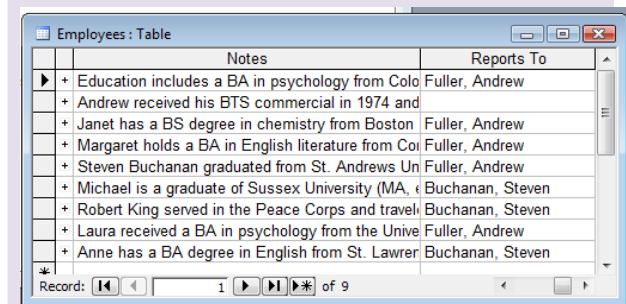 Employees : Table
Notes Reports To
+ Education includes a BA in psychology from Colo Fuller, Andrew
+ Andrew received his BTS commercial in 1974 and
+ Janet has a BS degree in chemistry from Boston Fuller, Andrew
+ Margaret holds a BA in English literature from Fuller, Andrew
+ Steven Buchanan graduated from St. Andrews Un Fuller, Andrew
+ Michael is a graduate of Sussex University (MA, Buchanan, Steven
+ Robert King served in the Peace Corps and Buchanan, Steven
+ Laura received a BA in psychology from the Unive Fuller, Andrew
+ Anne has a BA degree in English from St. Buchanan, Steven
Record: 1 of 9